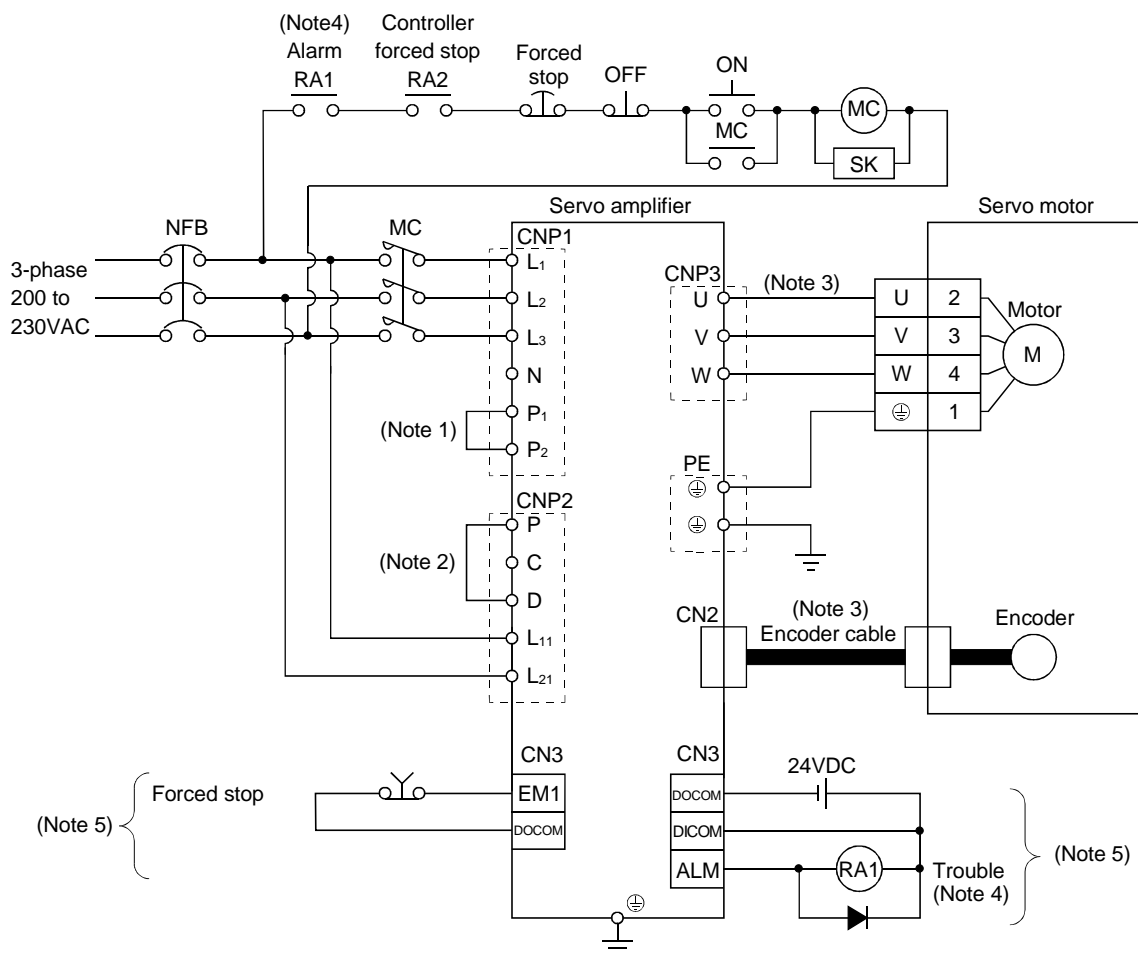 (Note4)
Alarm
RA1
Controller
forced stop
RA2
Forced
stop
OFF
ON
MC
MC
SK
NFB
MC
3-phase
200 to
230VAC
Servo amplifier
Servo motor
CNP1
L1
L2
L3
N
P1
P2
(Note 1)
CNP2
P
C
D
L11
L21
(Note 2)
CNP3
U
V
W
(Note 3)
U 2
V 3
W 4
1
Motor
M
PE
CN2
(Note 3)
Encoder cable
Encoder
CN3
EM1
DOCOM
Forced stop
(Note 5)
CN3
DOCOM
DICOM
ALM
24VDC
RA1
Trouble
(Note 4)
(Note 5)